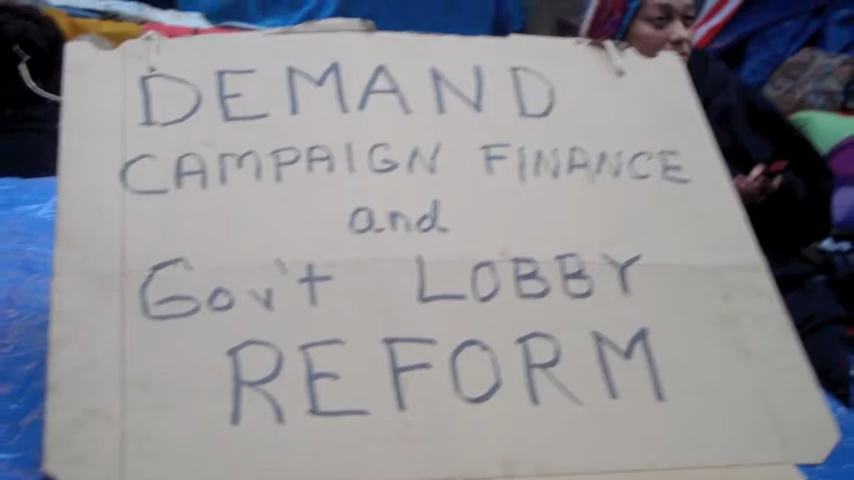 DEMAND
CAMPAIGN FINANCE
and
Gov't LOBBY
REFORM